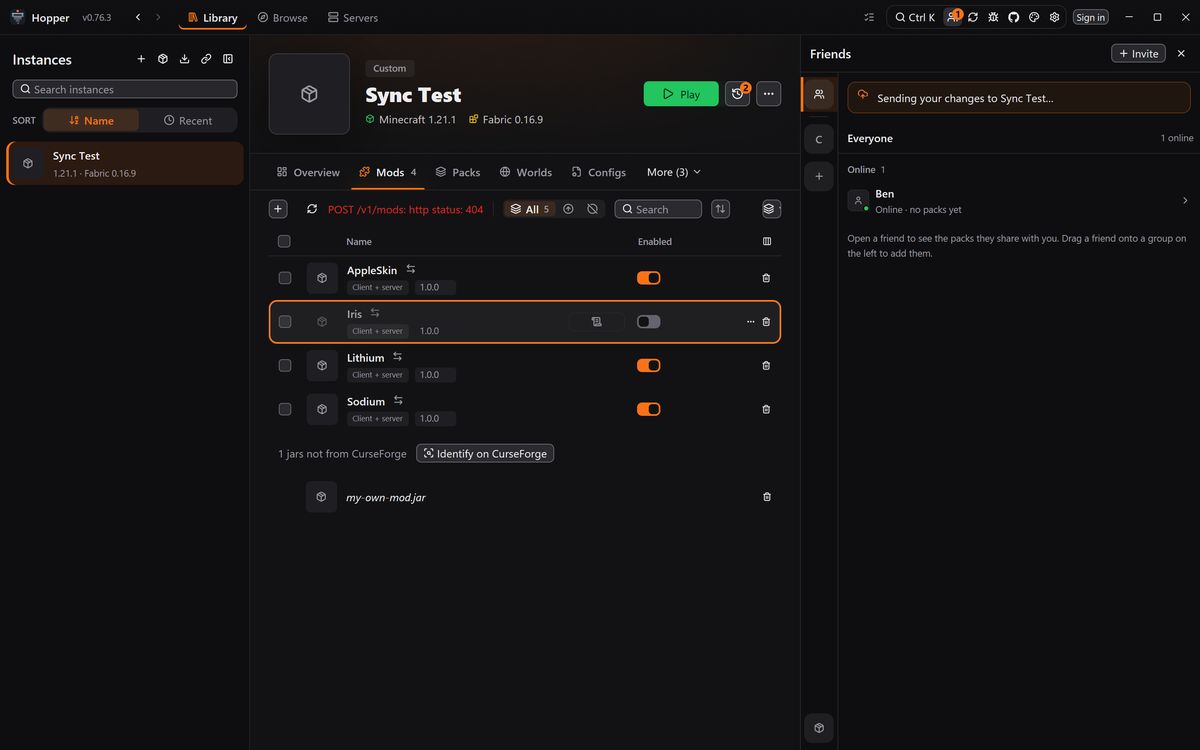 Hopper v0.76.3 Library Browse Servers Ctrl K 1 Sign in
Instances
Search instances
SORT Name Recent
Sync Test
1.21.1 · Fabric 0.16.9
Custom
Sync Test
Minecraft 1.21.1 Fabric 0.16.9
Play 2
Overview Mods 4 Packs Worlds Configs More (3)
POST /v1/mods: http status: 404 All 5 Search
Name Enabled
AppleSkin
Client + server 1.0.0
Iris
Client + server 1.0.0
Lithium
Client + server 1.0.0
Sodium
Client + server 1.0.0
1 jars not from CurseForge Identify on CurseForge
my-own-mod.jar
Friends Invite
C
Sending your changes to Sync Test...
Everyone 1 online
Online 1
Ben
Online · no packs yet
Open a friend to see the packs they share with you. Drag a friend onto a group on
the left to add them.